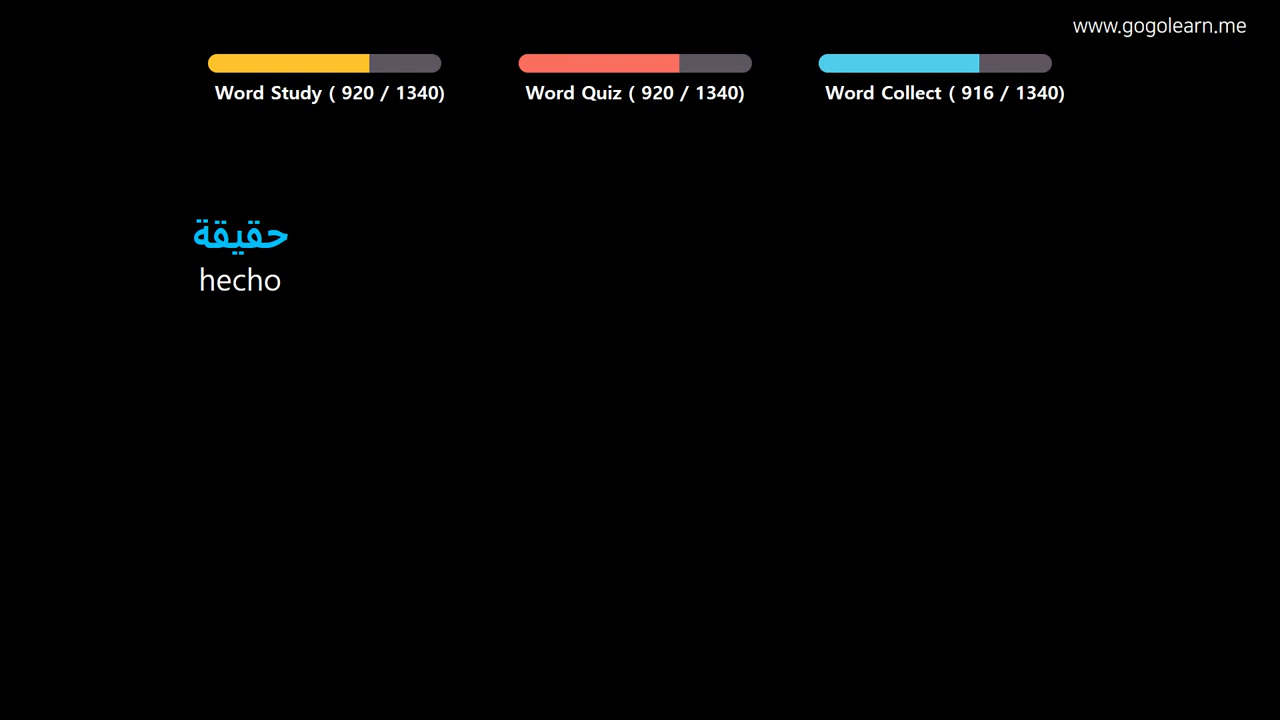 www.gogolearn.me
Word Study ( 920 / 1340)
Word Quiz ( 920 / 1340)
Word Collect ( 916 / 1340)
حقيقة
hecho